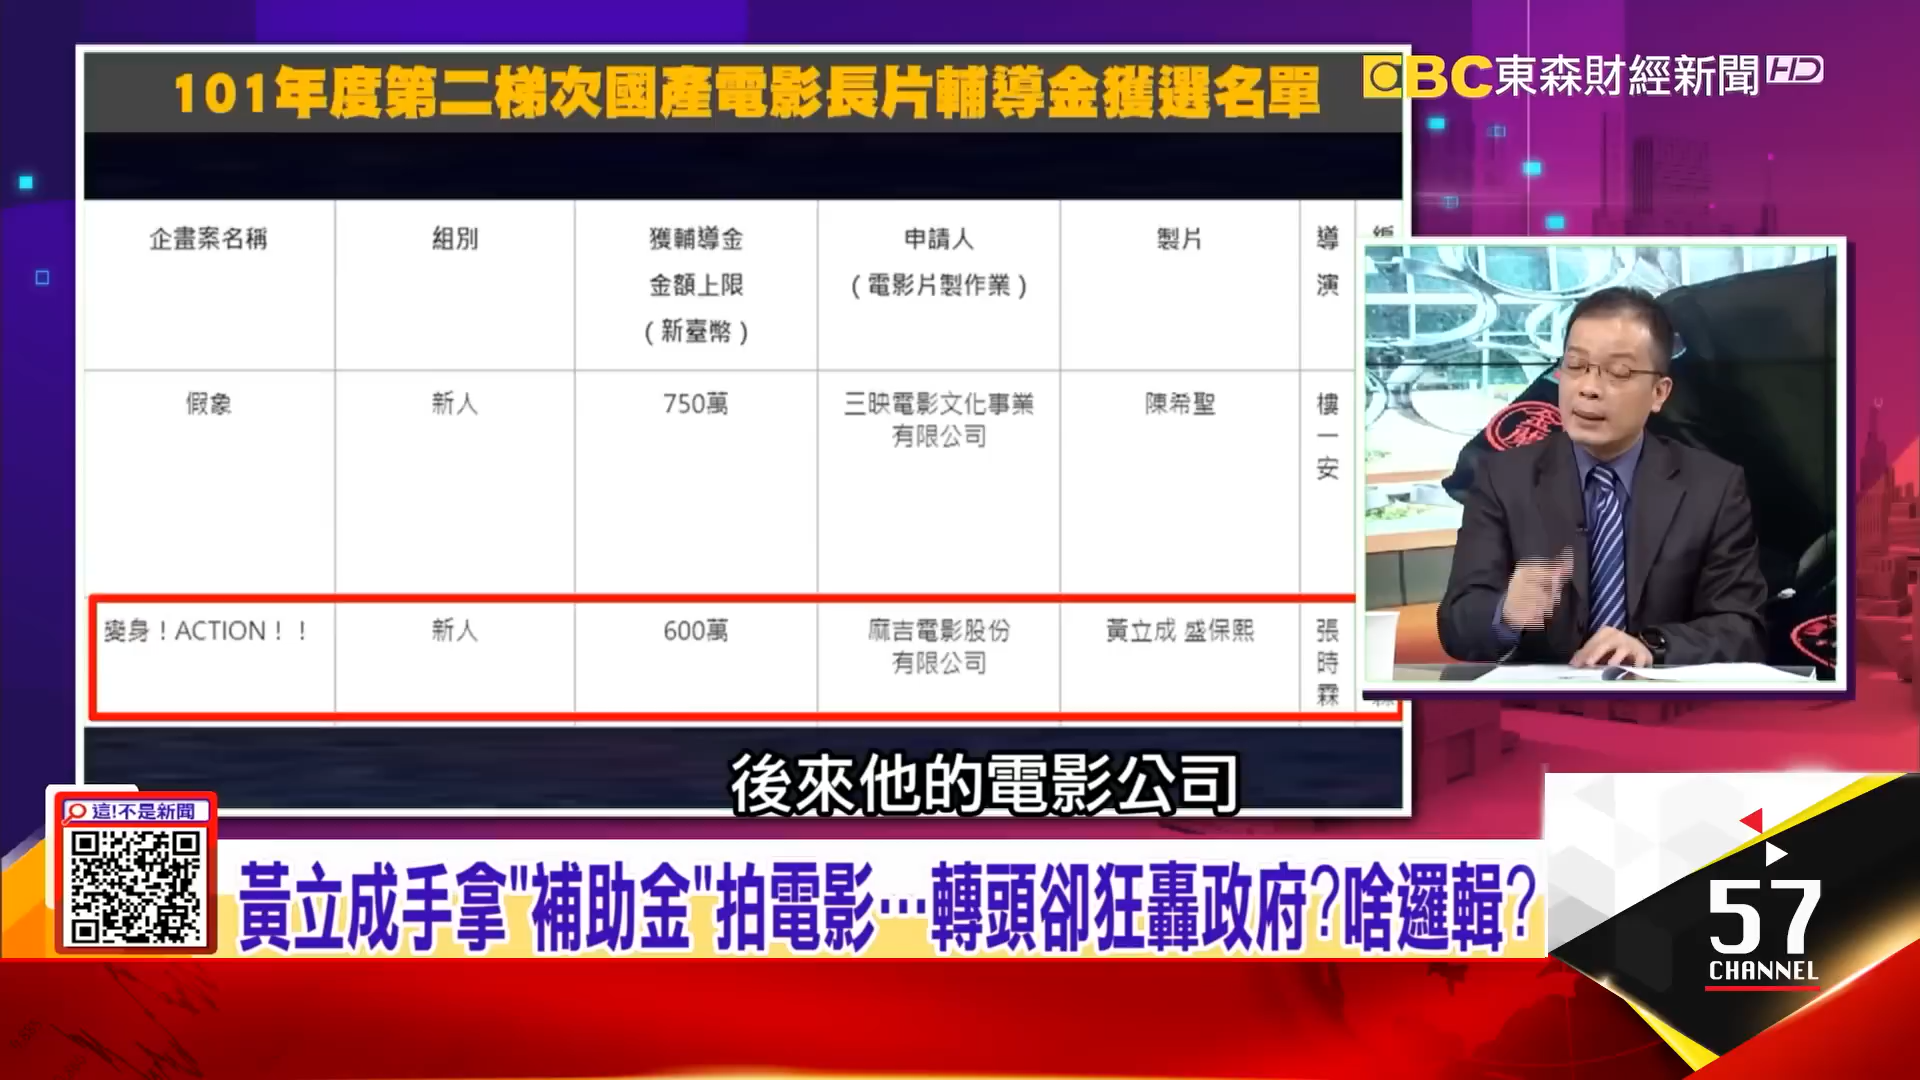 101年度第二梯次國產電影長片輔導金獲選名單
EBC東森財經新聞HD
企畫案名稱
組別
獲輔導金
金額上限
(新臺幣)
申請人
(電影片製作業)
製片
導
演
假象
新人
750萬
三映電影文化事業
有限公司
陳希聖
樓
一
安
變身！ACTION！！
新人
600萬
麻吉電影股份
有限公司
黃立成 盛保熙
張
時
霖
後來他的電影公司
這!不是新聞
黃立成手拿"補助金"拍電影…轉頭卻狂轟政府?啥邏輯?
57
CHANNEL